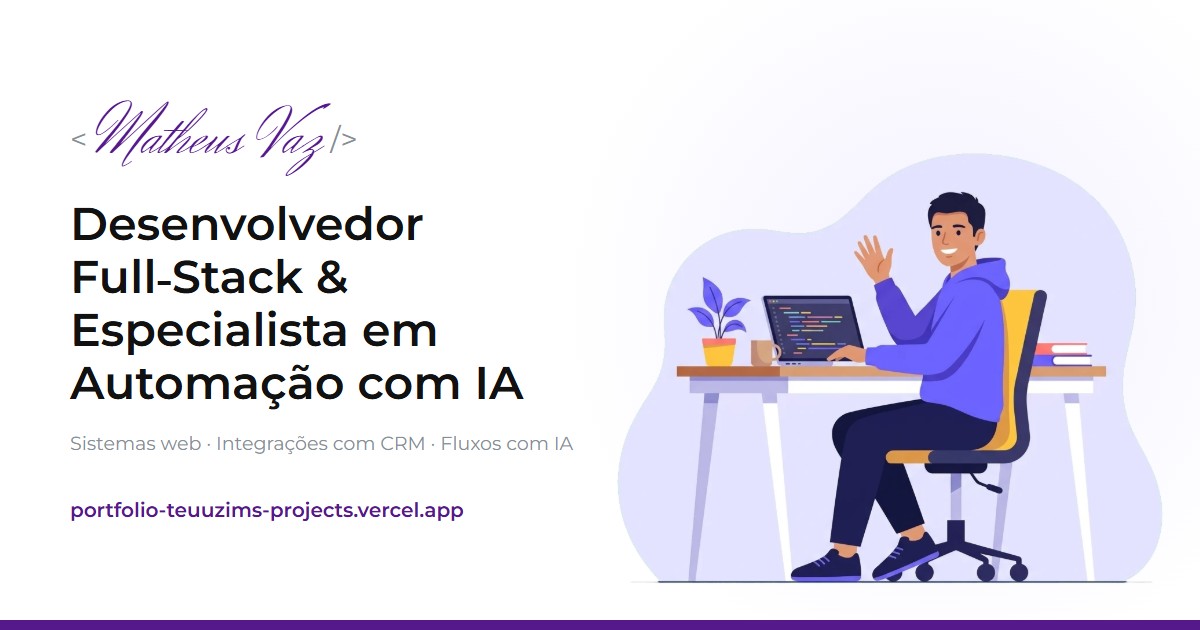 < Matheus Vaz />
Desenvolvedor
Full-Stack &
Especialista em
Automação com IA
Sistemas web · Integrações com CRM · Fluxos com IA
portfolio-teuuzims-projects.vercel.app